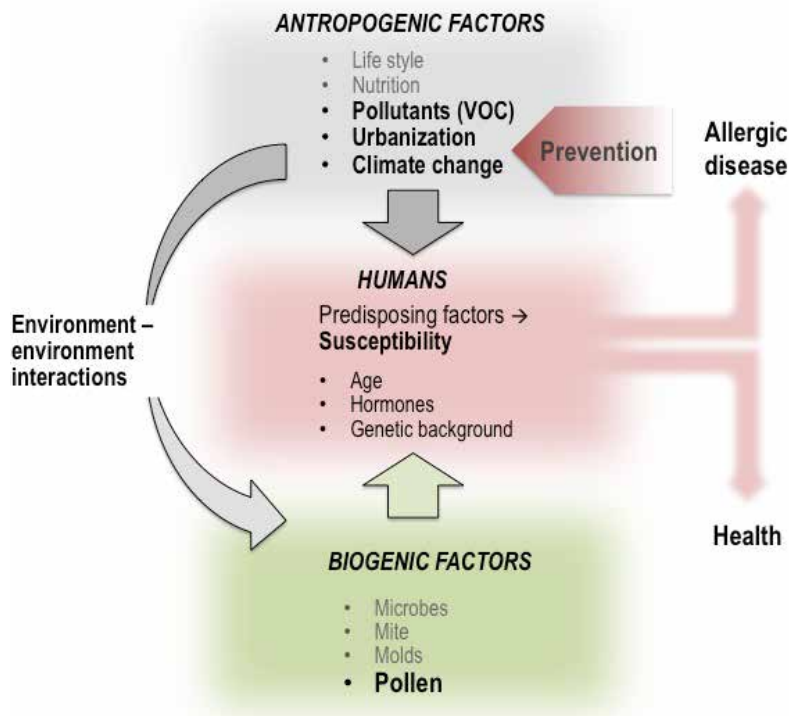 ANTROPOGENIC FACTORS
• Life style
• Nutrition
• Pollutants (VOC)
• Urbanization
• Climate change
Prevention
Allergic
disease
HUMANS
Predisposing factors →
Susceptibility
• Age
• Hormones
• Genetic background
Environment –
environment
interactions
Health
BIOGENIC FACTORS
• Microbes
• Mite
• Molds
• Pollen